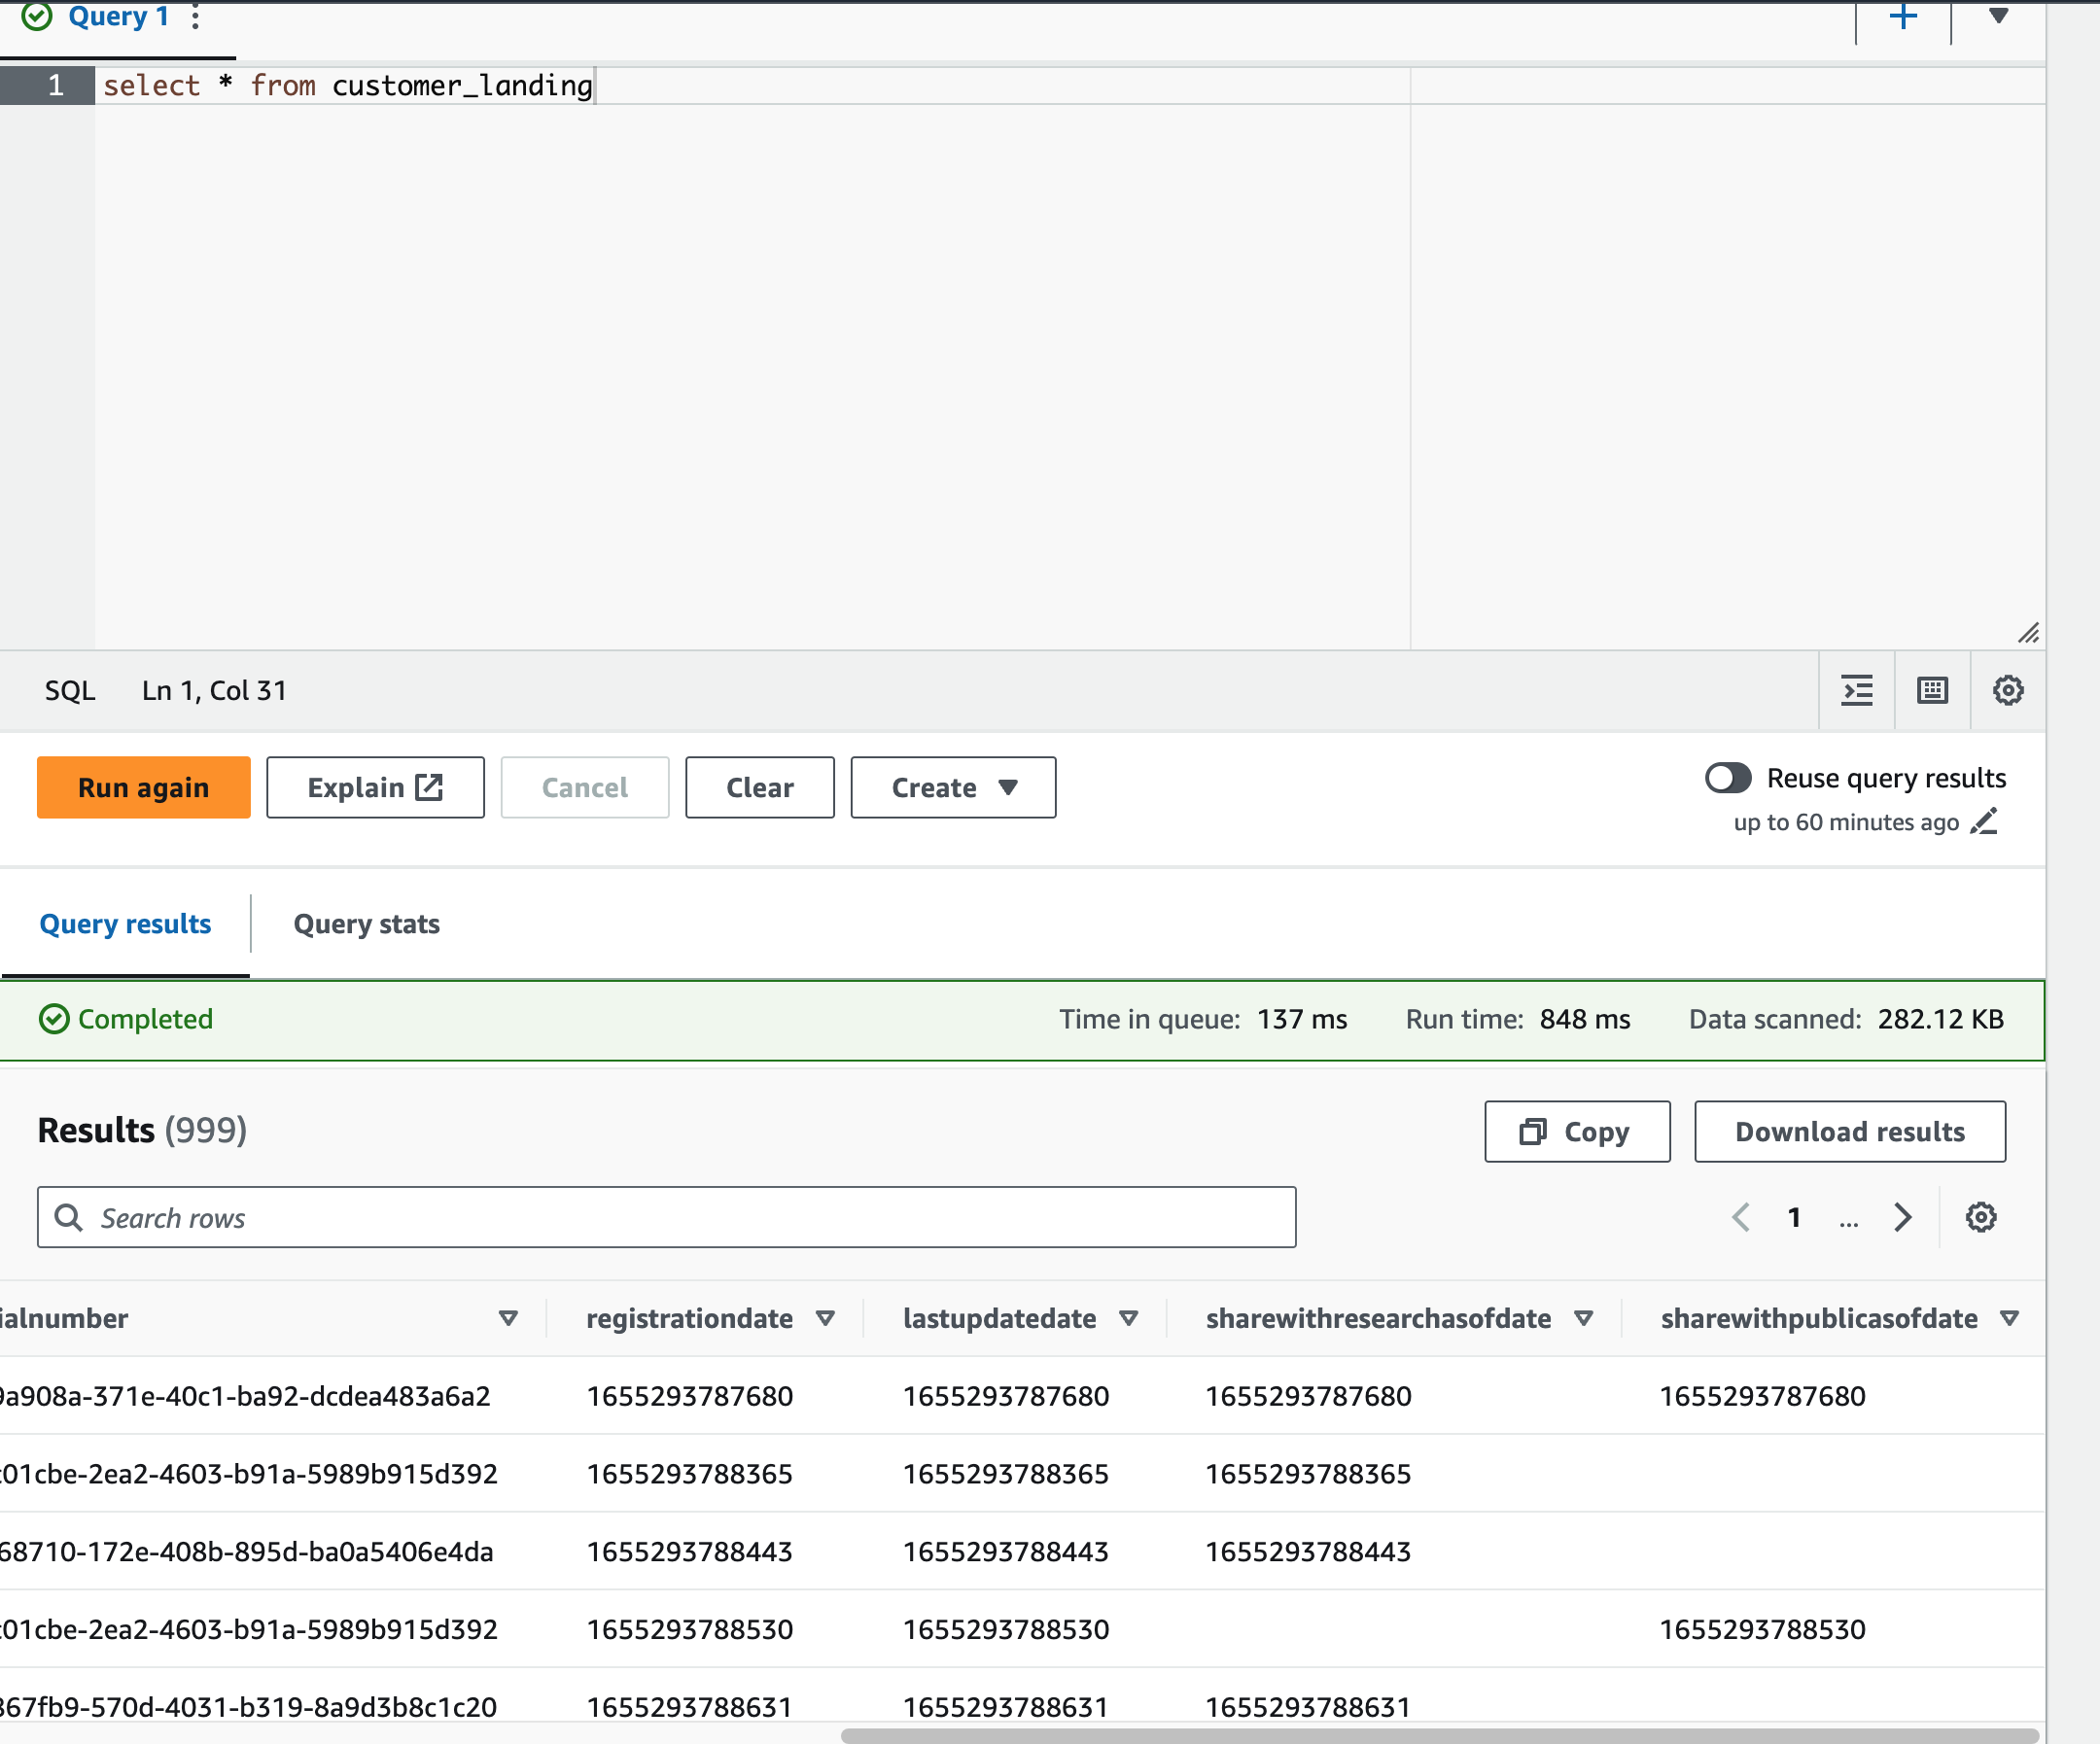 Query 1
1 select * from customer_landing
SQL Ln 1, Col 31
Run again Explain Cancel Clear Create Reuse query results
up to 60 minutes ago
Query results Query stats
Completed Time in queue: 137 ms Run time: 848 ms Data scanned: 282.12 KB
Results (999) Copy Download results
Search rows 1 ...
ialnumber registrationdate lastupdatedate sharewithresearchasofdate sharewithpublicasofdate
9a908a-371e-40c1-ba92-dcdea483a6a2 1655293787680 1655293787680 1655293787680 1655293787680
c01cbe-2ea2-4603-b91a-5989b915d392 1655293788365 1655293788365 1655293788365
68710-172e-408b-895d-ba0a5406e4da 1655293788443 1655293788443 1655293788443
c01cbe-2ea2-4603-b91a-5989b915d392 1655293788530 1655293788530 1655293788530
367fb9-570d-4031-b319-8a9d3b8c1c20 1655293788631 1655293788631 1655293788631